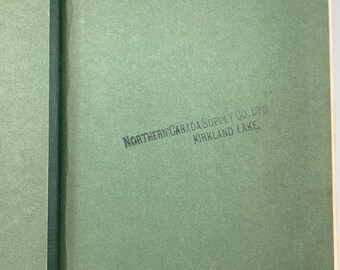 NORTHERN CANADA SUPPLY CO., LTD.
KIRKLAND LAKE.